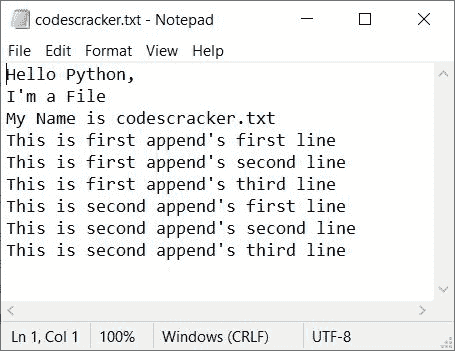 codescracker.txt - Notepad
File Edit Format View Help
Hello Python,
I'm a File
My Name is codescracker.txt
This is first append's first line
This is first append's second line
This is first append's third line
This is second append's first line
This is second append's second line
This is second append's third line
Ln 1, Col 1 100% Windows (CRLF) UTF-8